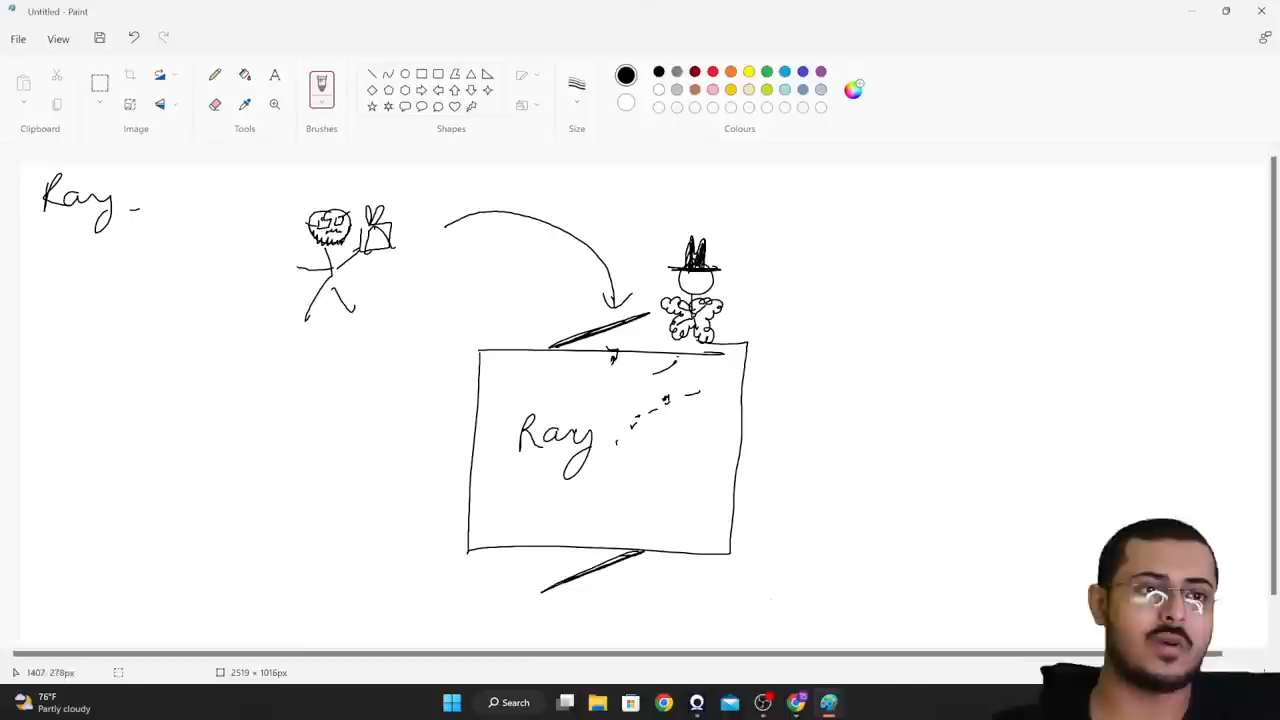 Untitled - Paint
File
View
Clipboard
Image
Tools
Brushes
Shapes
Size
Colours
Ray -
Ray
1407 278px
2519 × 1016px
76°F
Partly cloudy
Search